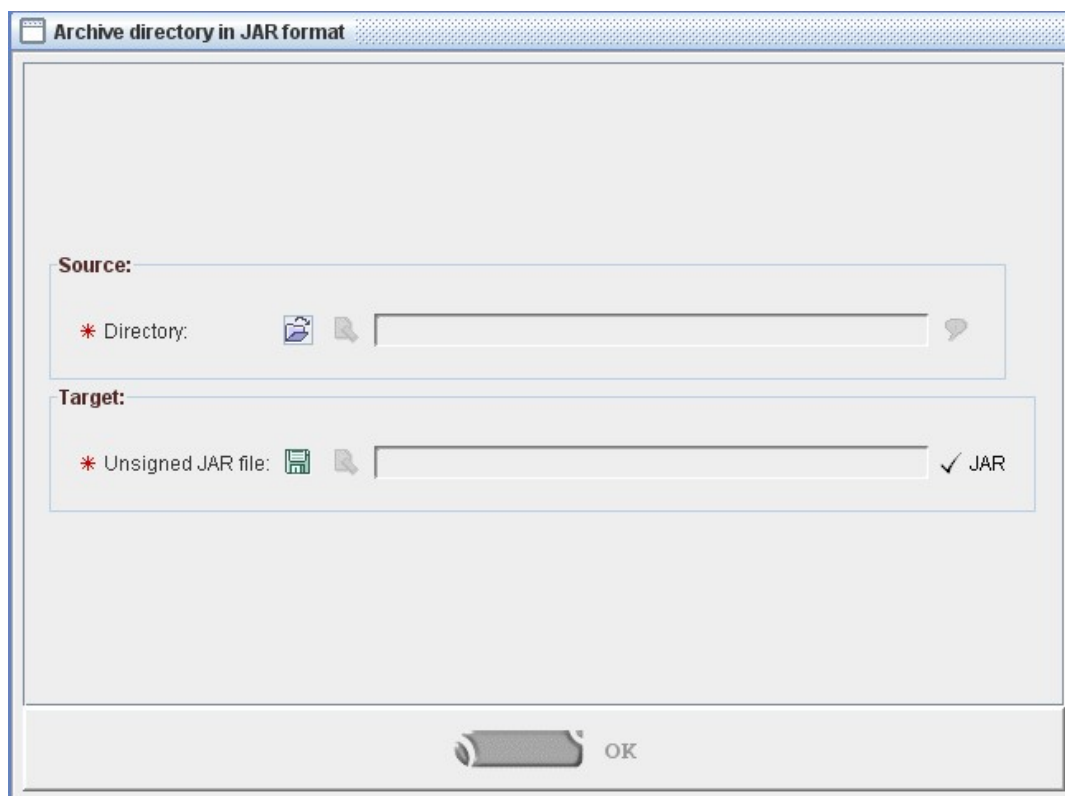 Archive directory in JAR format
Source:
* Directory:
Target:
* Unsigned JAR file:
✓ JAR
OK